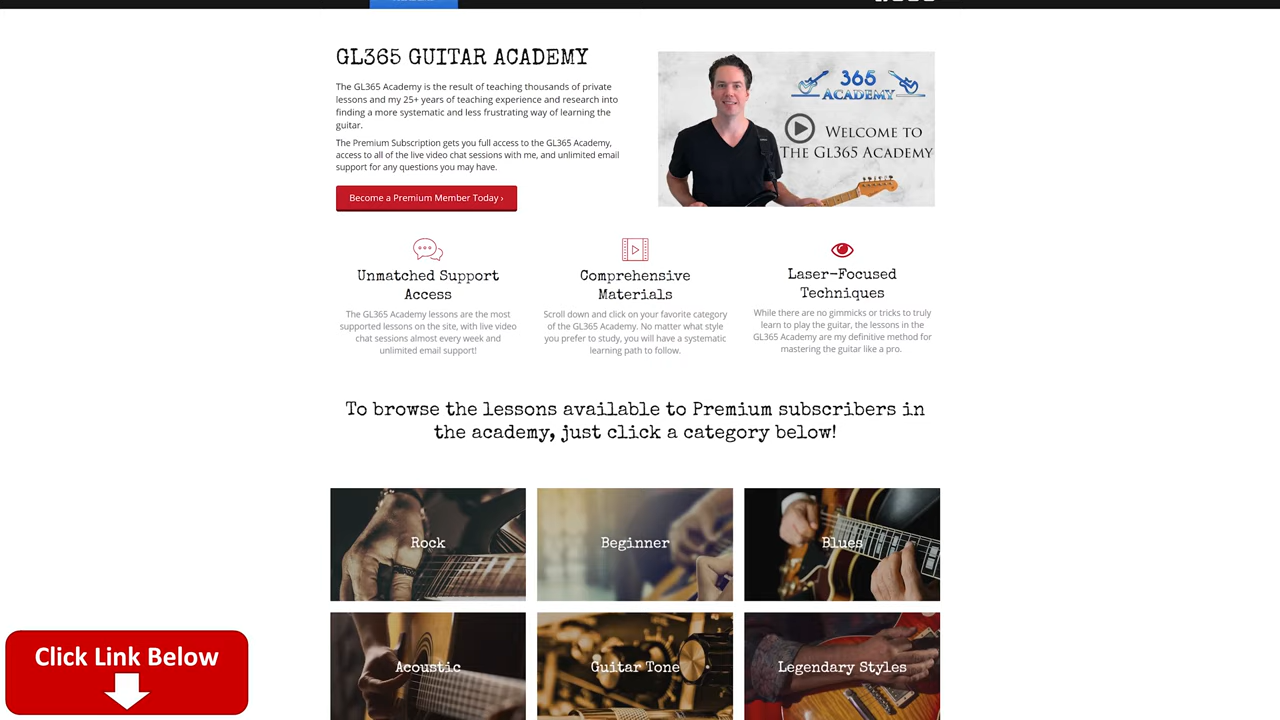 GL365 GUITAR ACADEMY
The GL365 Academy is the result of teaching thousands of private
lessons and my 25+ years of teaching experience and research into
finding a more systematic and less frustrating way of learning the
guitar.
The Premium Subscription gets you full access to the GL365 Academy,
access to all of the live video chat sessions with me, and unlimited email
support for any questions you may have.
Become a Premium Member Today ›
365
ACADEMY
WELCOME TO
THE GL365 ACADEMY
Unmatched Support
Access
The GL365 Academy lessons are the most
supported lessons on the site, with live video
chat sessions almost every week and
unlimited email support!
Comprehensive
Materials
Scroll down and click on your favorite category
of the GL365 Academy. No matter what style
you prefer to study, you will have a systematic
learning path to follow.
Laser-Focused
Techniques
While there are no gimmicks or tricks to truly
learn to play the guitar, the lessons in the
GL365 Academy are my definitive method for
mastering the guitar like a pro.
To browse the lessons available to Premium subscribers in
the academy, just click a category below!
Rock
Beginner
Blues
Acoustic
Guitar Tone
Legendary Styles
Click Link Below